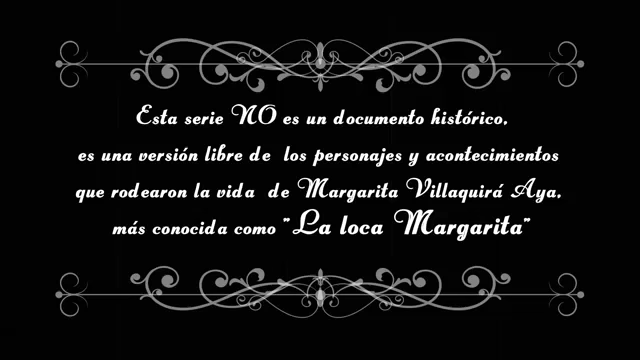 Esta serie NO es un documento histórico,
es una versión libre de los personajes y acontecimientos
que rodearon la vida de Margarita Villaquirá Aya,
más conocida como "La loca Margarita"